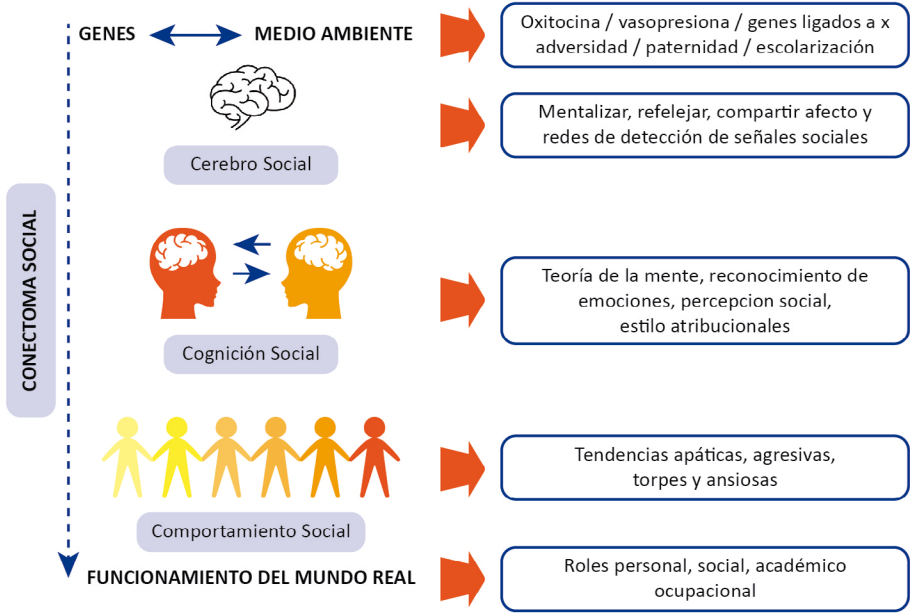 GENES
MEDIO AMBIENTE
Oxitocina / vasopresiona / genes ligados a x
adversidad / paternidad / escolarización
Cerebro Social
Mentalizar, refelejar, compartir afecto y
redes de detección de señales sociales
CONECTOMA SOCIAL
Cognición Social
Teoría de la mente, reconocimiento de
emociones, percepcion social,
estilo atribucionales
Comportamiento Social
Tendencias apáticas, agresivas,
torpes y ansiosas
FUNCIONAMIENTO DEL MUNDO REAL
Roles personal, social, académico
ocupacional